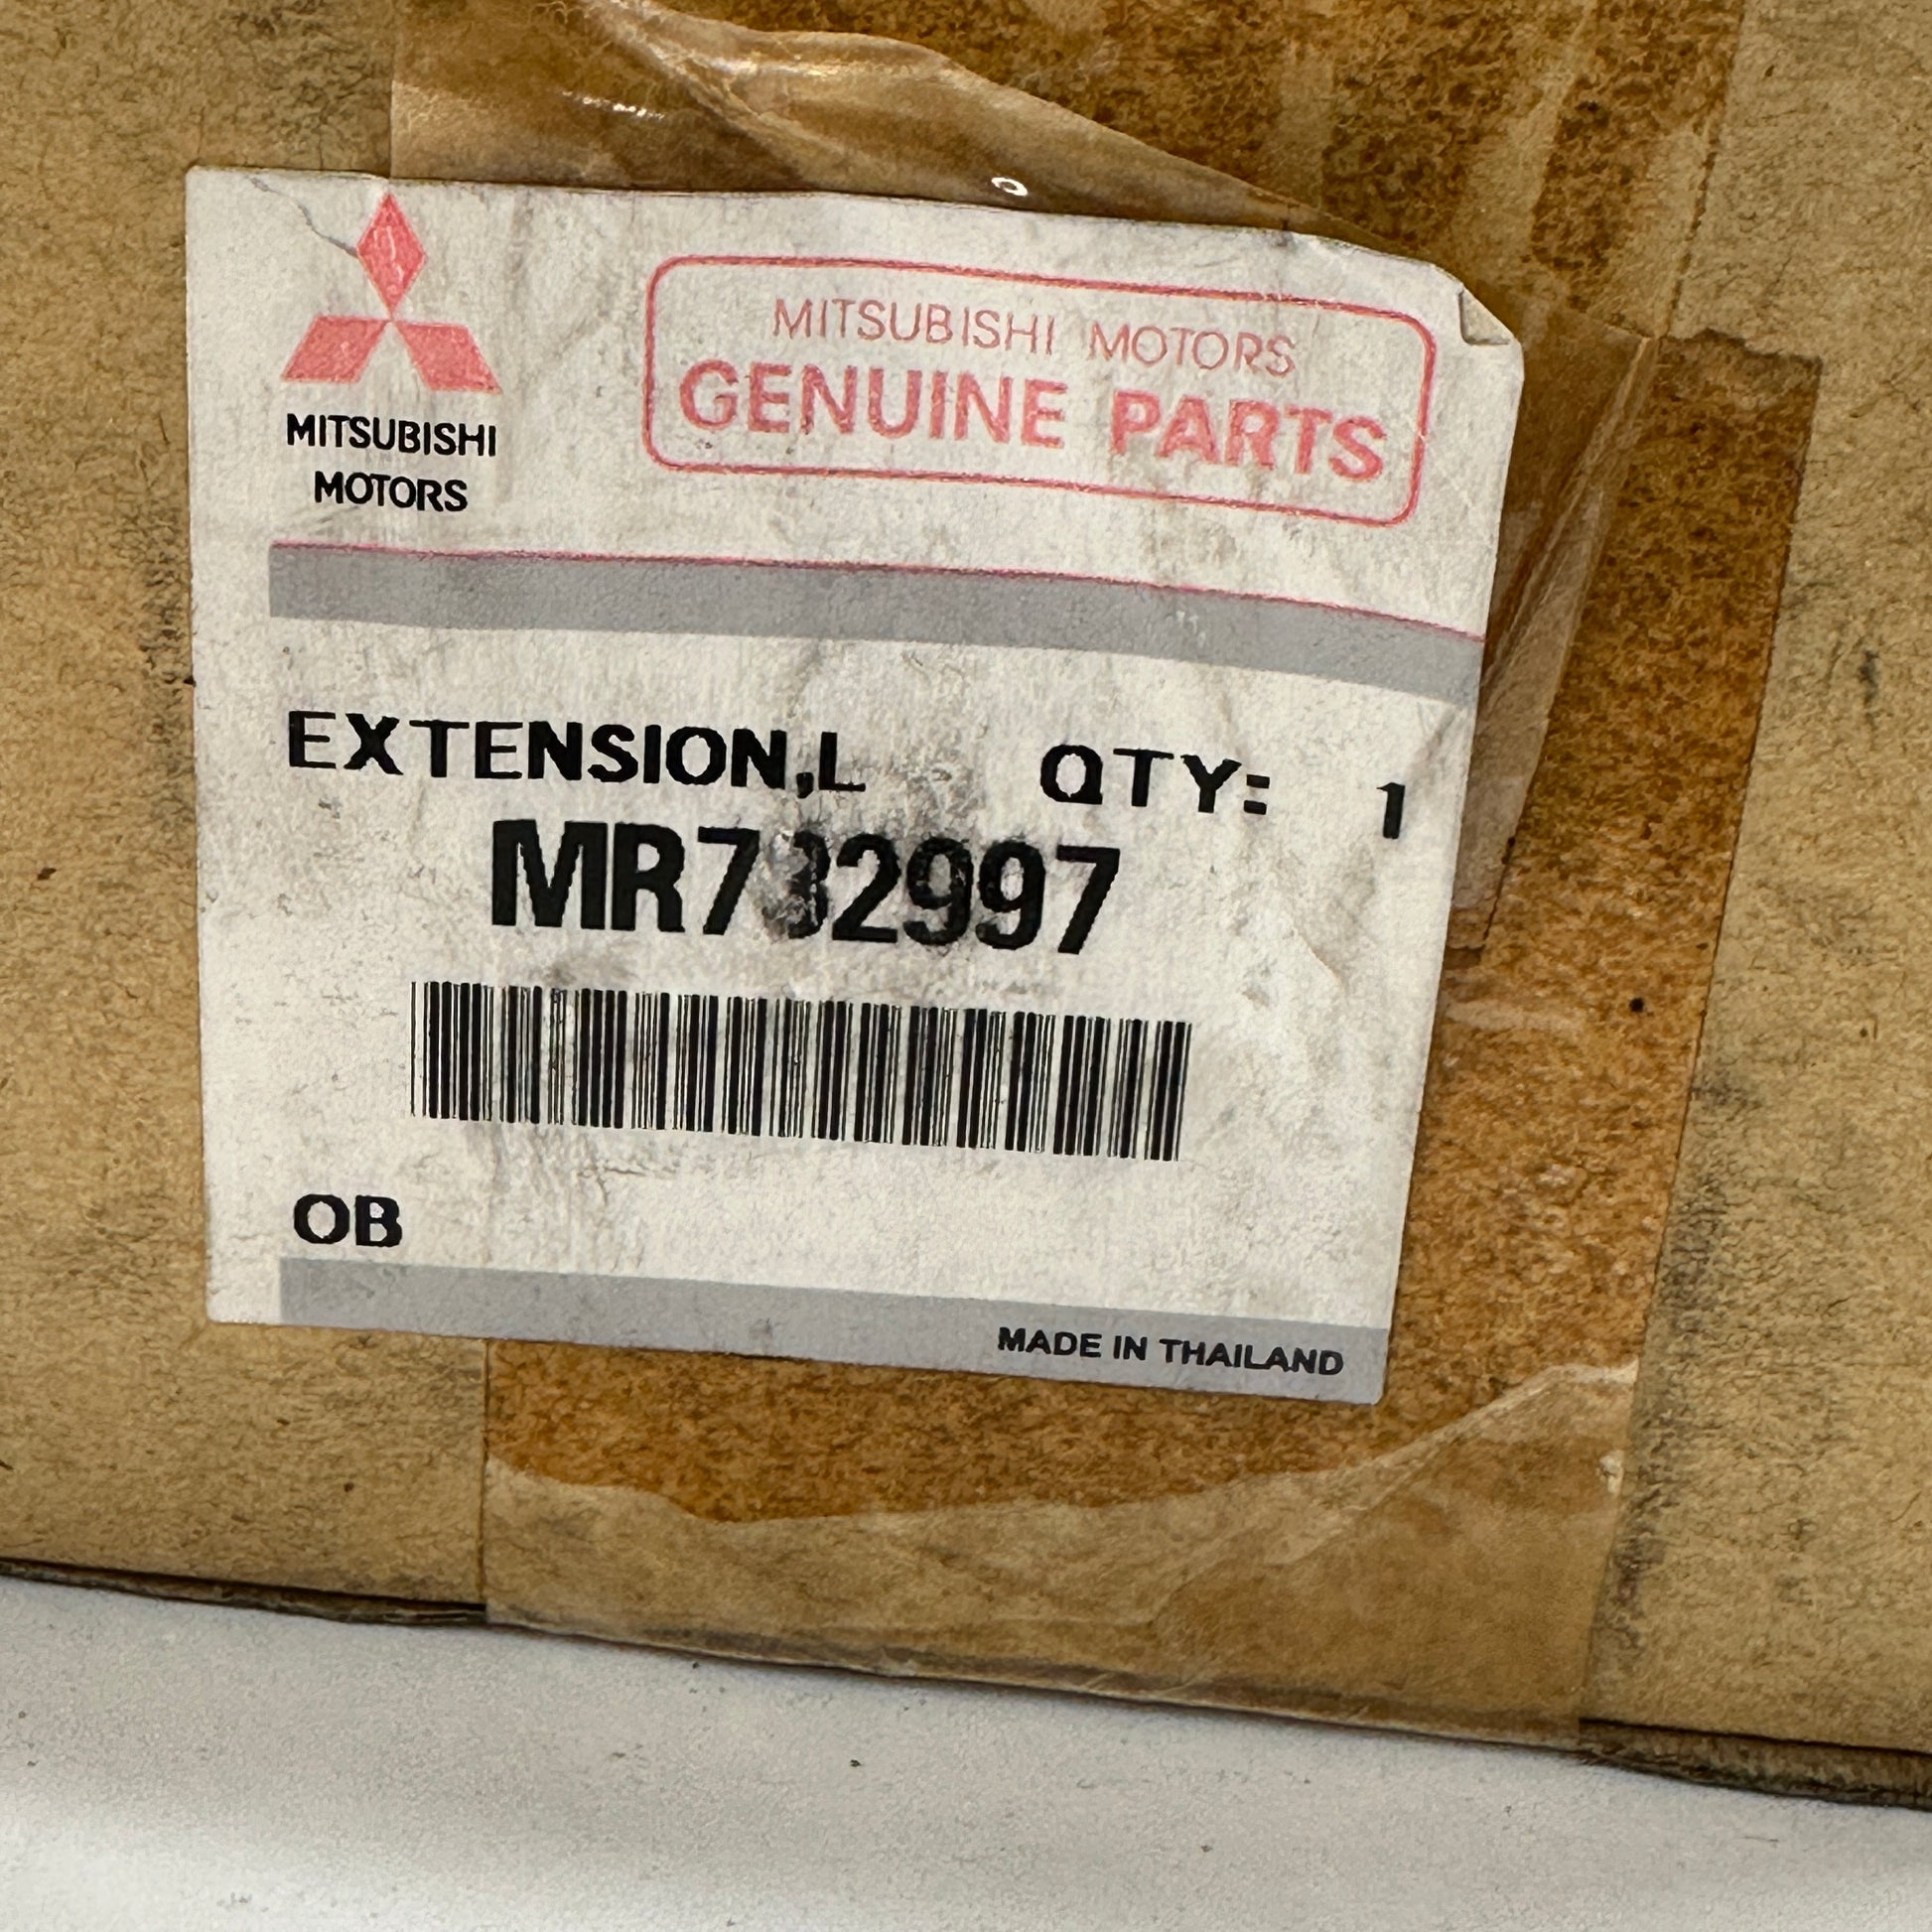 MITSUBISHI
MOTORS
MITSUBISHI MOTORS
GENUINE PARTS
EXTENSION,L QTY: 1
OB
MADE IN THAILAND